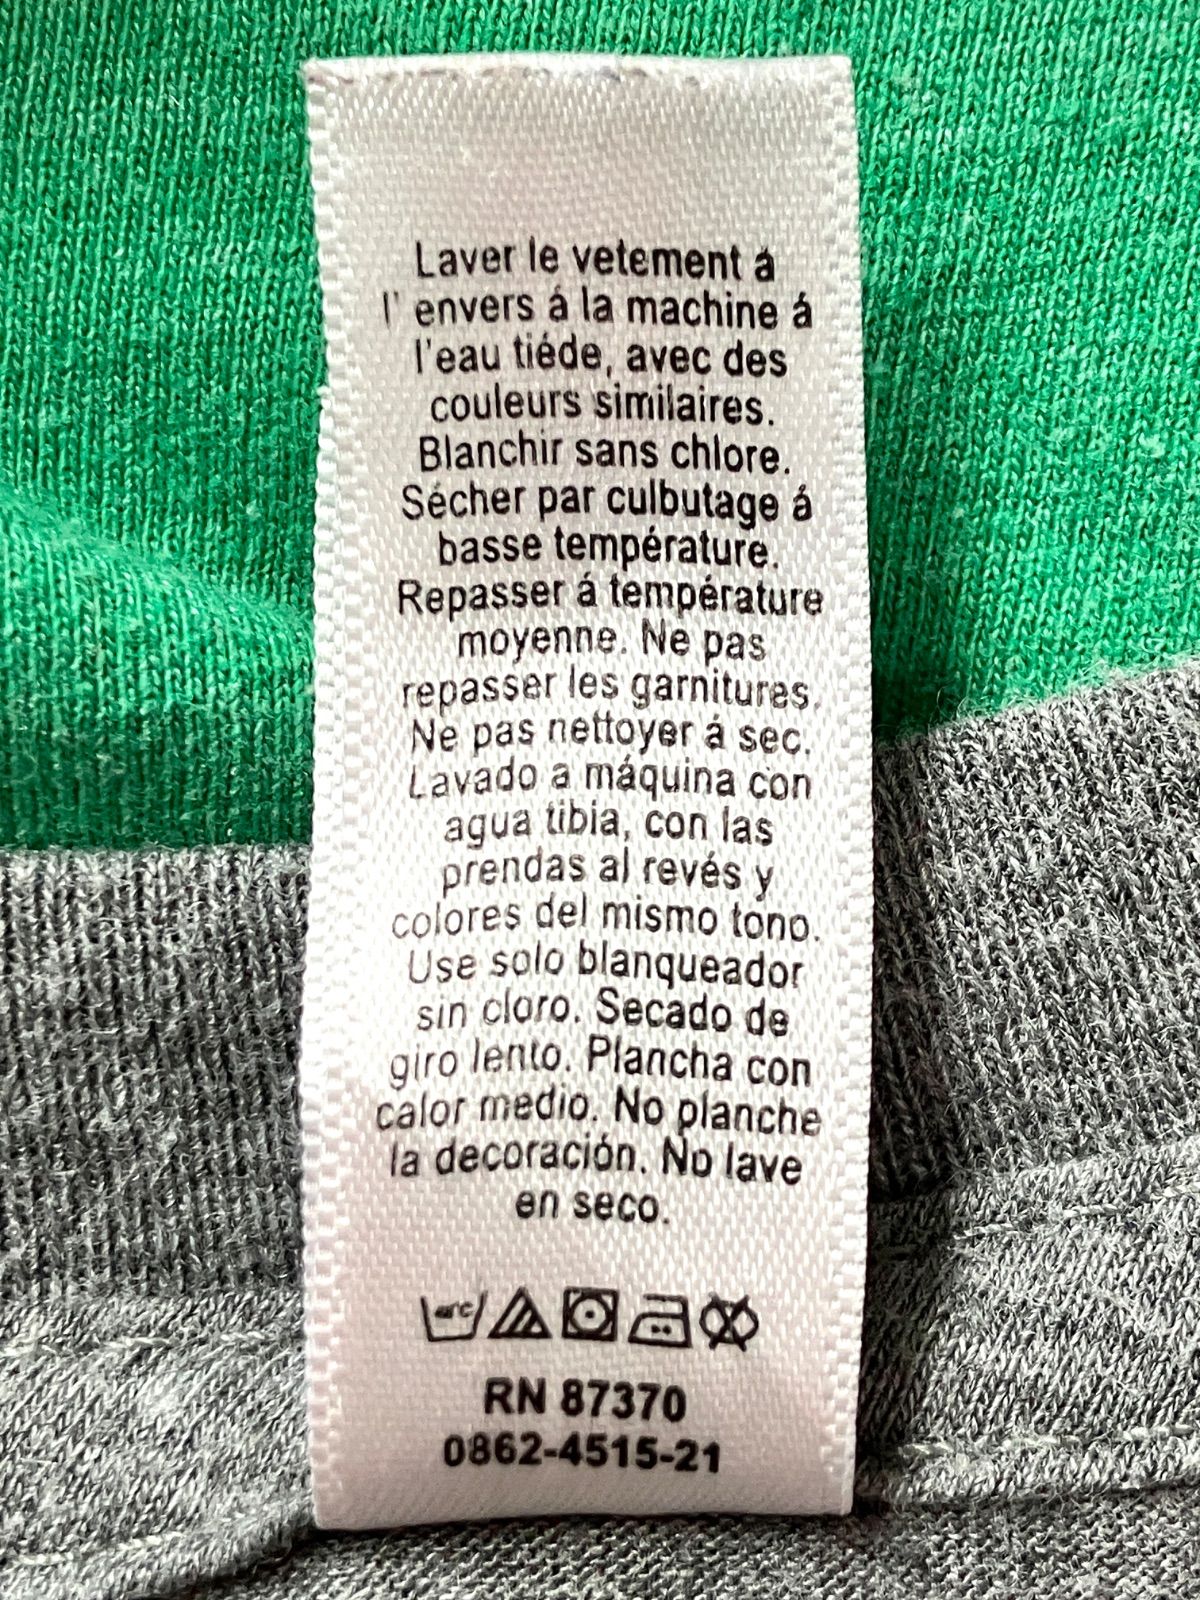 Laver le vetement á
l' envers á la machine á
l'eau tiéde, avec des
couleurs similaires.
Blanchir sans chlore.
Sécher par culbutage á
basse température.
Repasser á température
moyenne. Ne pas
repasser les garnitures.
Ne pas nettoyer á sec.
Lavado a máquina con
agua tibia, con las
prendas al revés y
colores del mismo tono.
Use solo blanqueador
sin cloro. Secado de
giro lento. Plancha con
calor medio. No planche
la decoración. No lave
en seco.
RN 87370
0862-4515-21